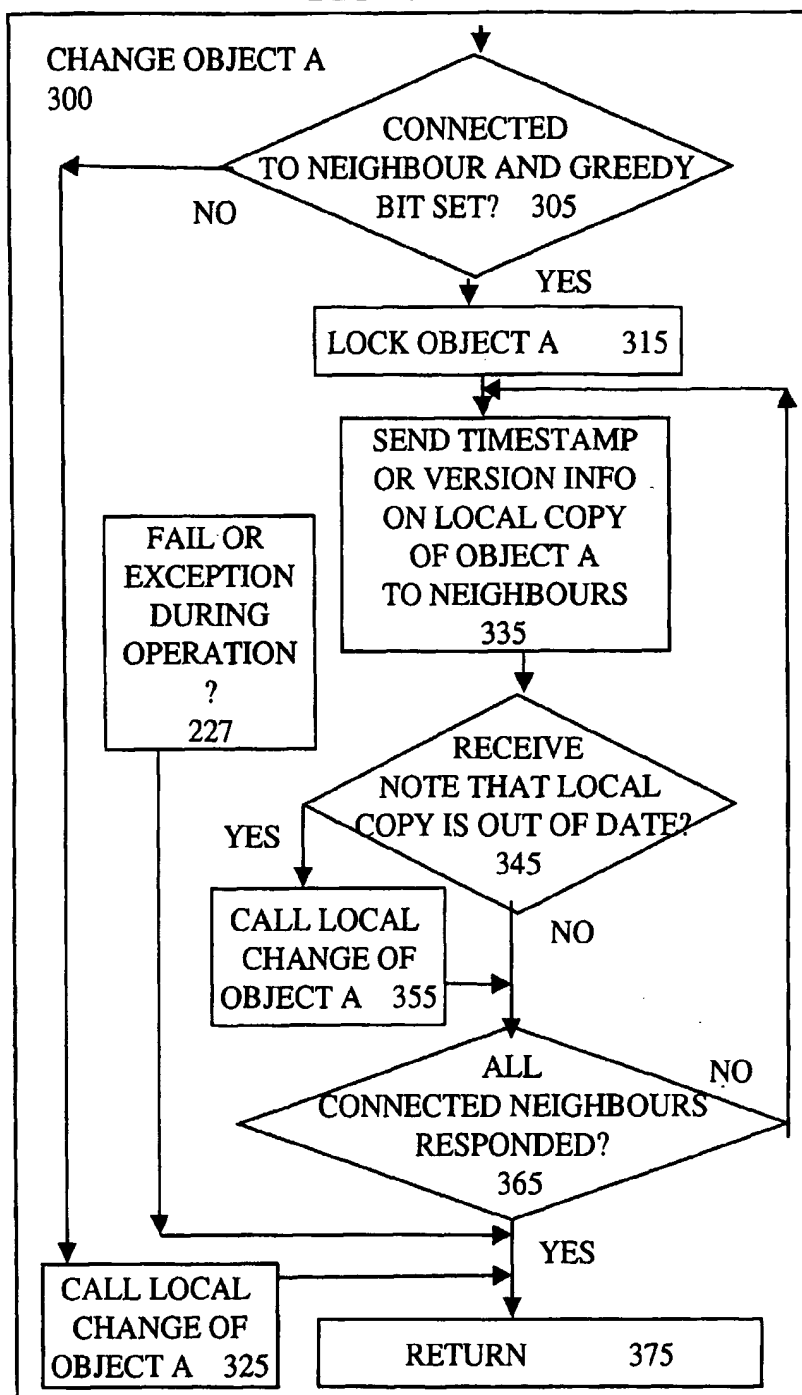 CHANGE OBJECT A
300
CONNECTED
TO NEIGHBOUR AND GREEDY
BIT SET? 305
NO
YES
LOCK OBJECT A 315
SEND TIMESTAMP
OR VERSION INFO
ON LOCAL COPY
OF OBJECT A
TO NEIGHBOURS
335
FAIL OR
EXCEPTION
DURING
OPERATION
?
227
RECEIVE
NOTE THAT LOCAL
COPY IS OUT OF DATE?
345
YES
NO
CALL LOCAL
CHANGE OF
OBJECT A 355
ALL
CONNECTED NEIGHBOURS
RESPONDED?
365
NO
YES
CALL LOCAL
CHANGE OF
OBJECT A 325
RETURN 375